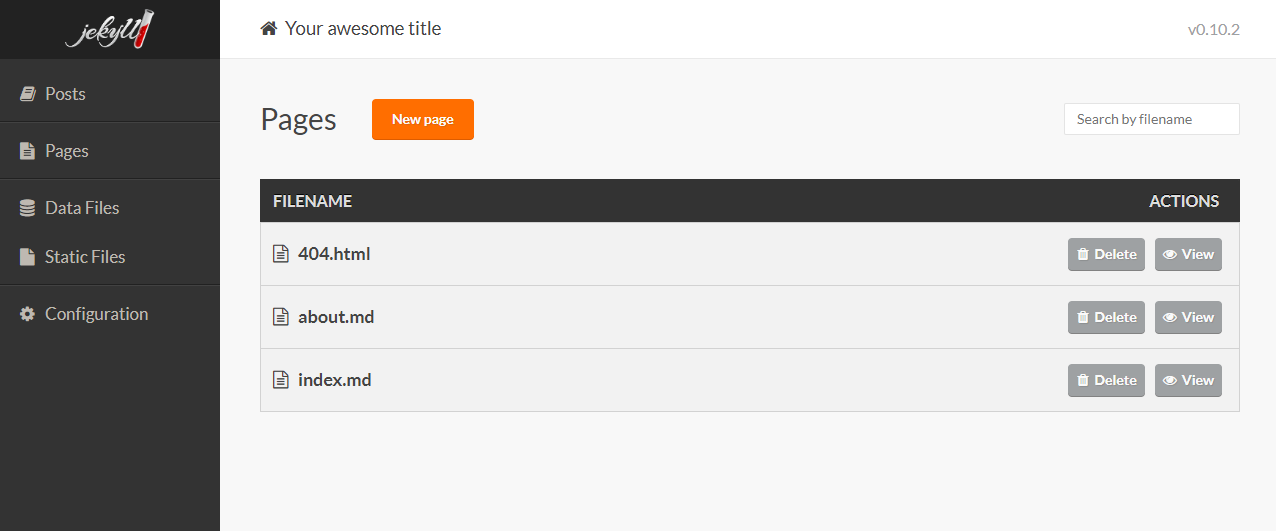 jekyll
Your awesome title
v0.10.2
Posts
Pages
Data Files
Static Files
Configuration
Pages
New page
Search by filename
FILENAME ACTIONS
404.html Delete View
about.md Delete View
index.md Delete View